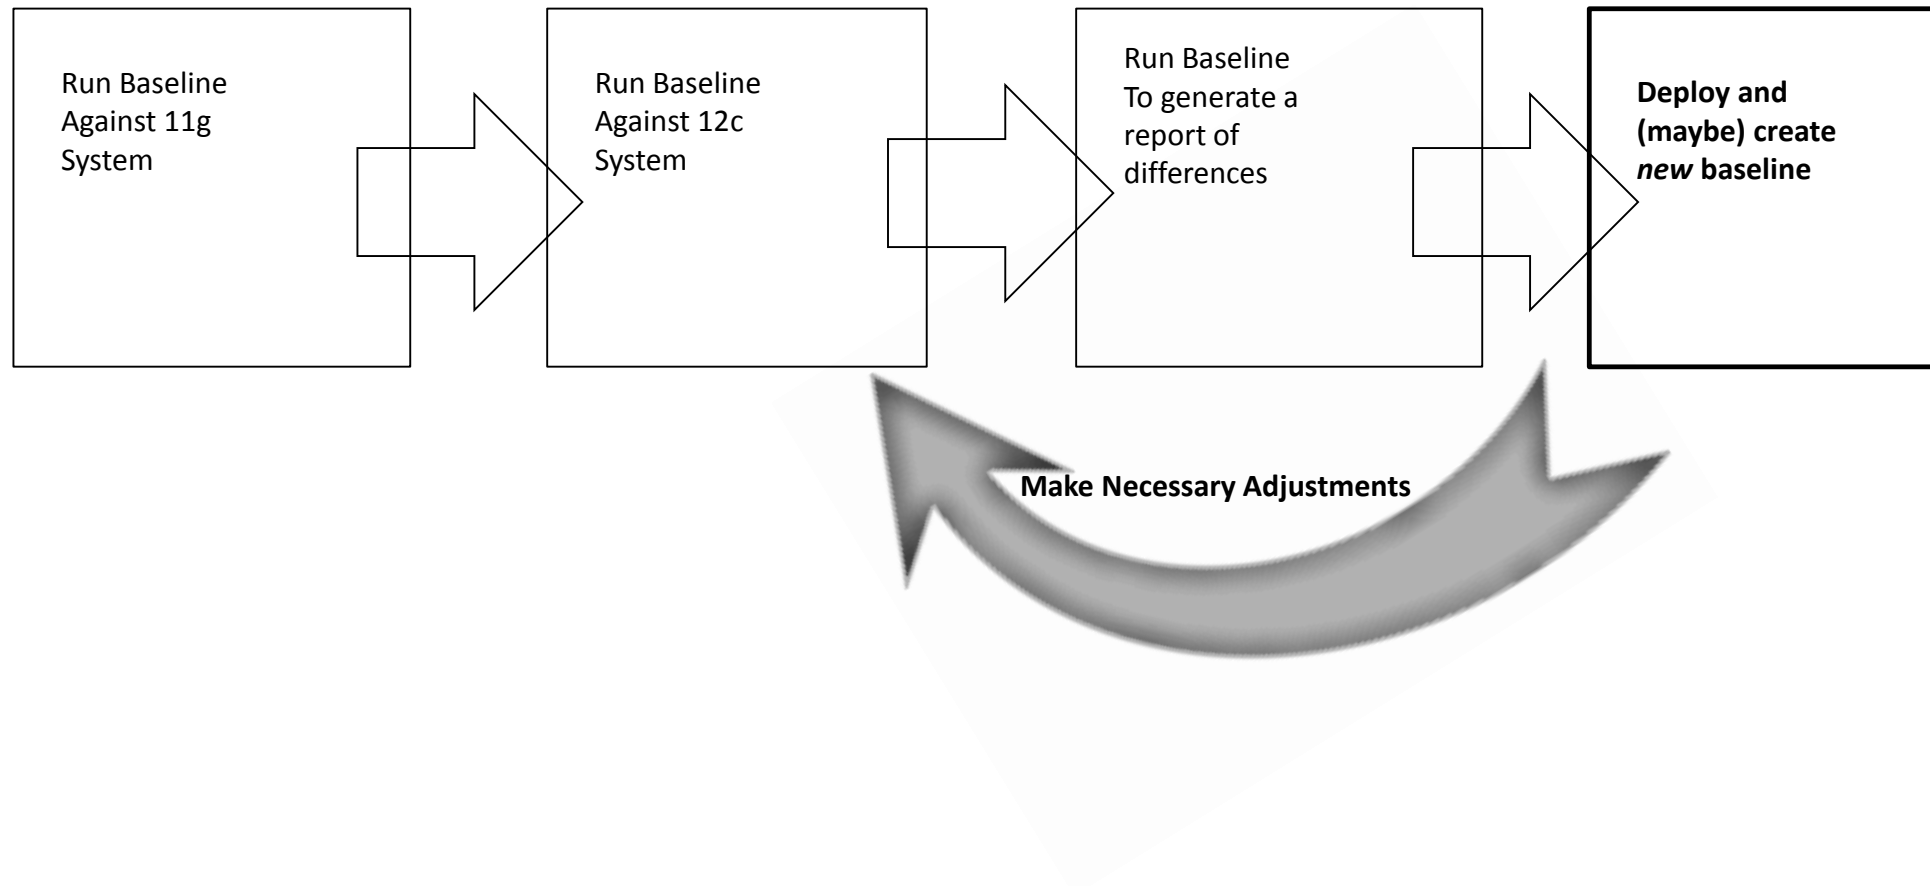 Run Baseline
Against 11g
System
Run Baseline
Against 12c
System
Run Baseline
To generate a
report of
differences
Deploy and
(maybe) create
new baseline
Make Necessary Adjustments